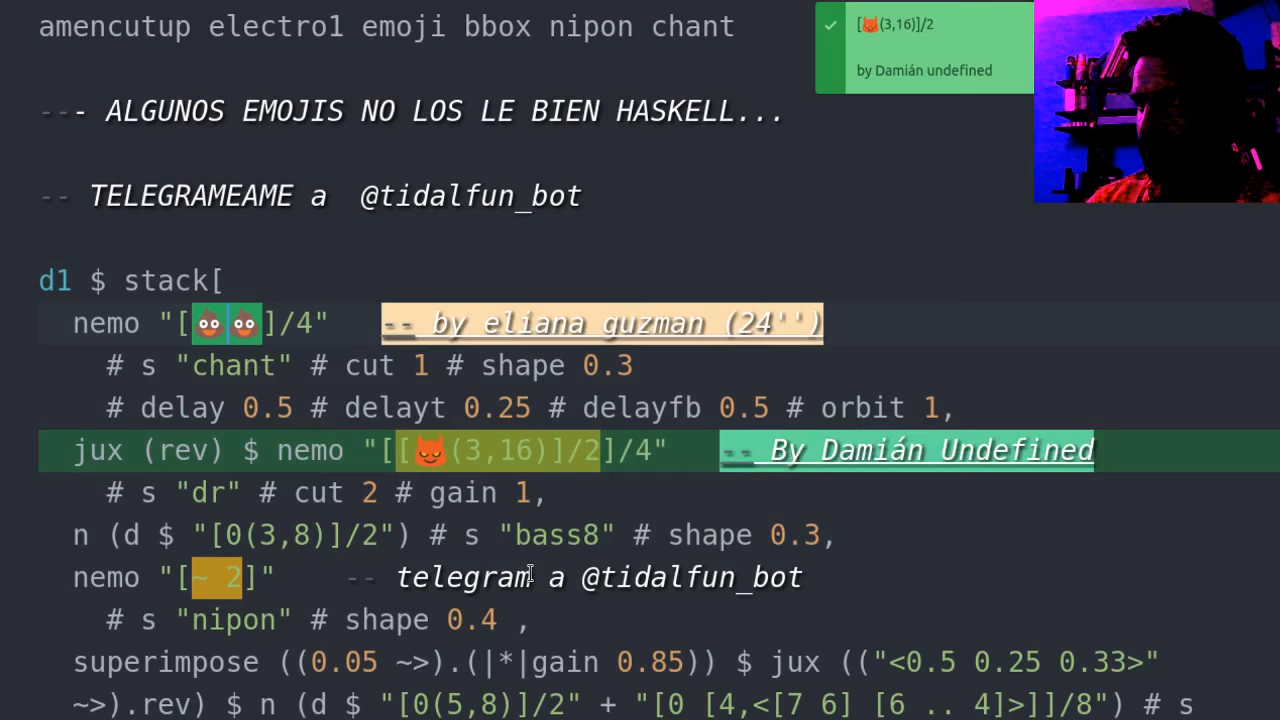 amencutup electro1 emoji bbox nipon chant
[😈(3,16)]/2
by Damián undefined
--- ALGUNOS EMOJIS NO LOS LE BIEN HASKELL...
-- TELEGRAMEAME a  @tidalfun_bot
d1 $ stack[
nemo "[💩💩]/4"   -- by eliana guzman (24'')
# s "chant" # cut 1 # shape 0.3
# delay 0.5 # delayt 0.25 # delayfb 0.5 # orbit 1,
jux (rev) $ nemo "[[😈(3,16)]/2]/4"   -- By Damián Undefined
# s "dr" # cut 2 # gain 1,
n (d $ "[0(3,8)]/2") # s "bass8" # shape 0.3,
nemo "[~ 2]"    -- telegram a @tidalfun_bot
# s "nipon" # shape 0.4 ,
superimpose ((0.05 ~>).(|*|gain 0.85)) $ jux (("<0.5 0.25 0.33>"
~>).rev) $ n (d $ "[0(5,8)]/2" + "[0 [4,<[7 6] [6 .. 4]>]]/8") # s